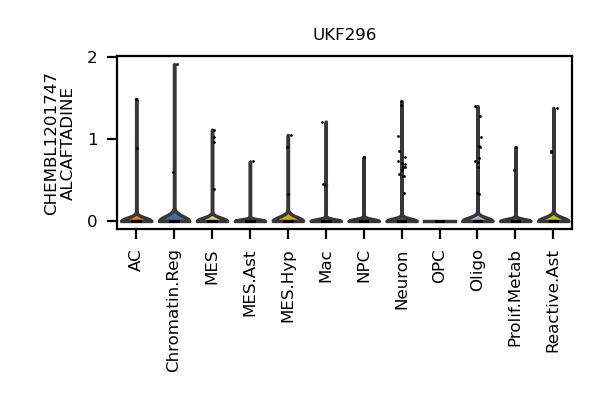 UKF296
CHEMBL1201747
ALCAFTADINE
2
1
0
AC
Chromatin.Reg
MES
MES.Ast
MES.Hyp
Mac
NPC
Neuron
OPC
Oligo
Prolif.Metab
Reactive.Ast